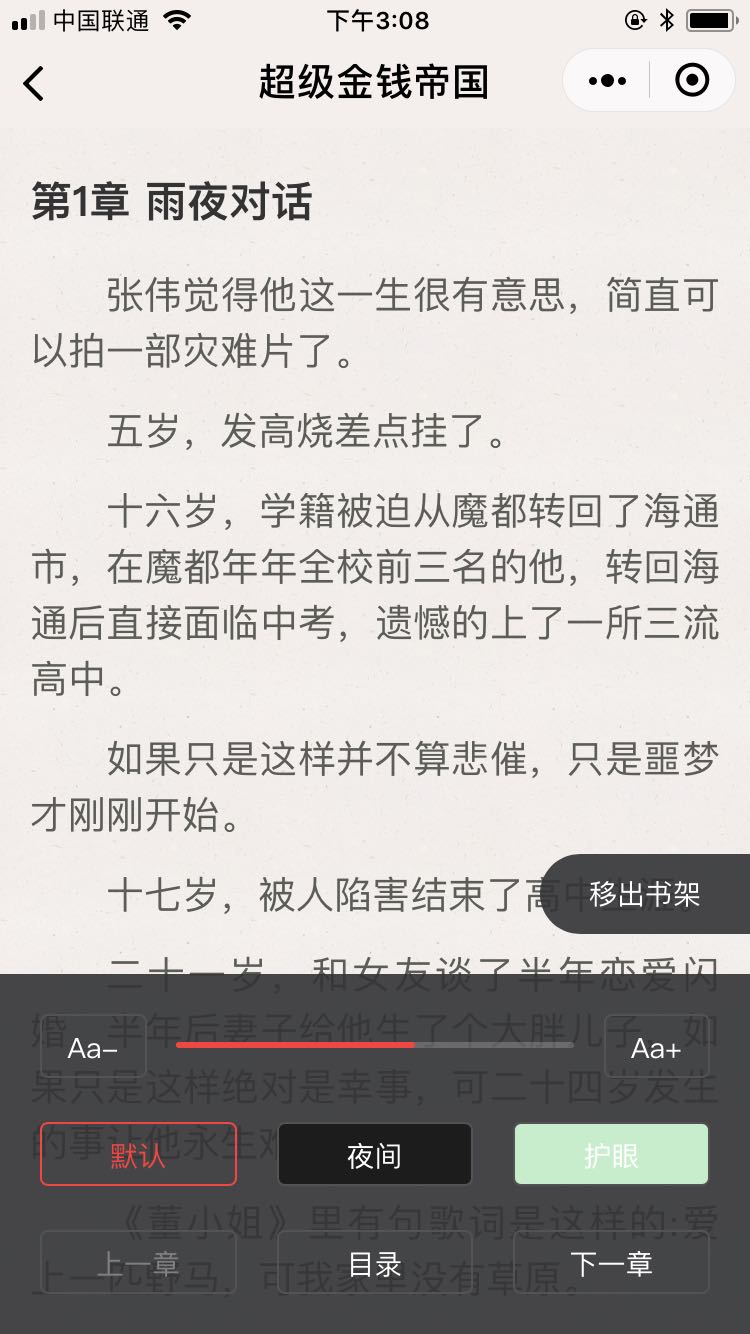 中国联通
下午3:08
超级金钱帝国
第1章 雨夜对话
张伟觉得他这一生很有意思，简直可
以拍一部灾难片了。
五岁，发高烧差点挂了。
十六岁，学籍被迫从魔都转回了海通
市，在魔都年年全校前三名的他，转回海
通后直接面临中考，遗憾的上了一所三流
高中。
如果只是这样并不算悲催，只是噩梦
才刚刚开始。
十七岁，被人陷害结束了高中生涯。
移出书架
二十一岁，和女友谈了半年恋爱闪
婚，半年后妻子给他生了个大胖儿子，如
果只是这样绝对是幸事，可二十四岁发生
的事让他永生难
Aa-
Aa+
默认
夜间
护眼
《董小姐》里有句歌词是这样的:爱
上一匹野马，可我家里没有草原。
上一章
目录
下一章